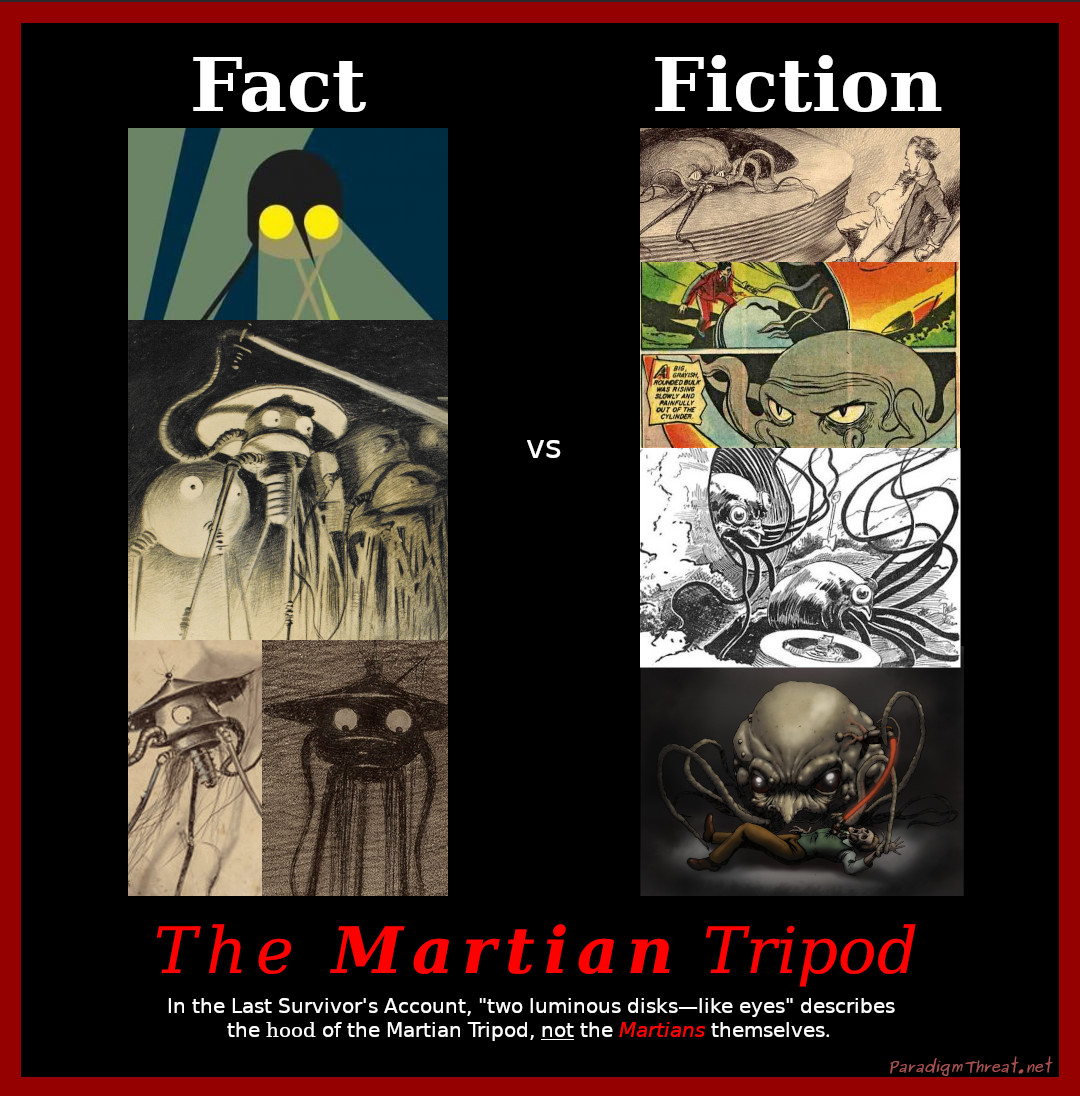 Fact
Fiction
A BIG,
GRAYISH,
ROUNDED BULK
WAS RISING
SLOWLY AND
PAINFULLY
OUT OF THE
CYLINDER.
vs
The Martian Tripod
In the Last Survivor's Account, "two luminous disks—like eyes" describes
the hood of the Martian Tripod, not the Martians themselves.
ParadigmThreat.net